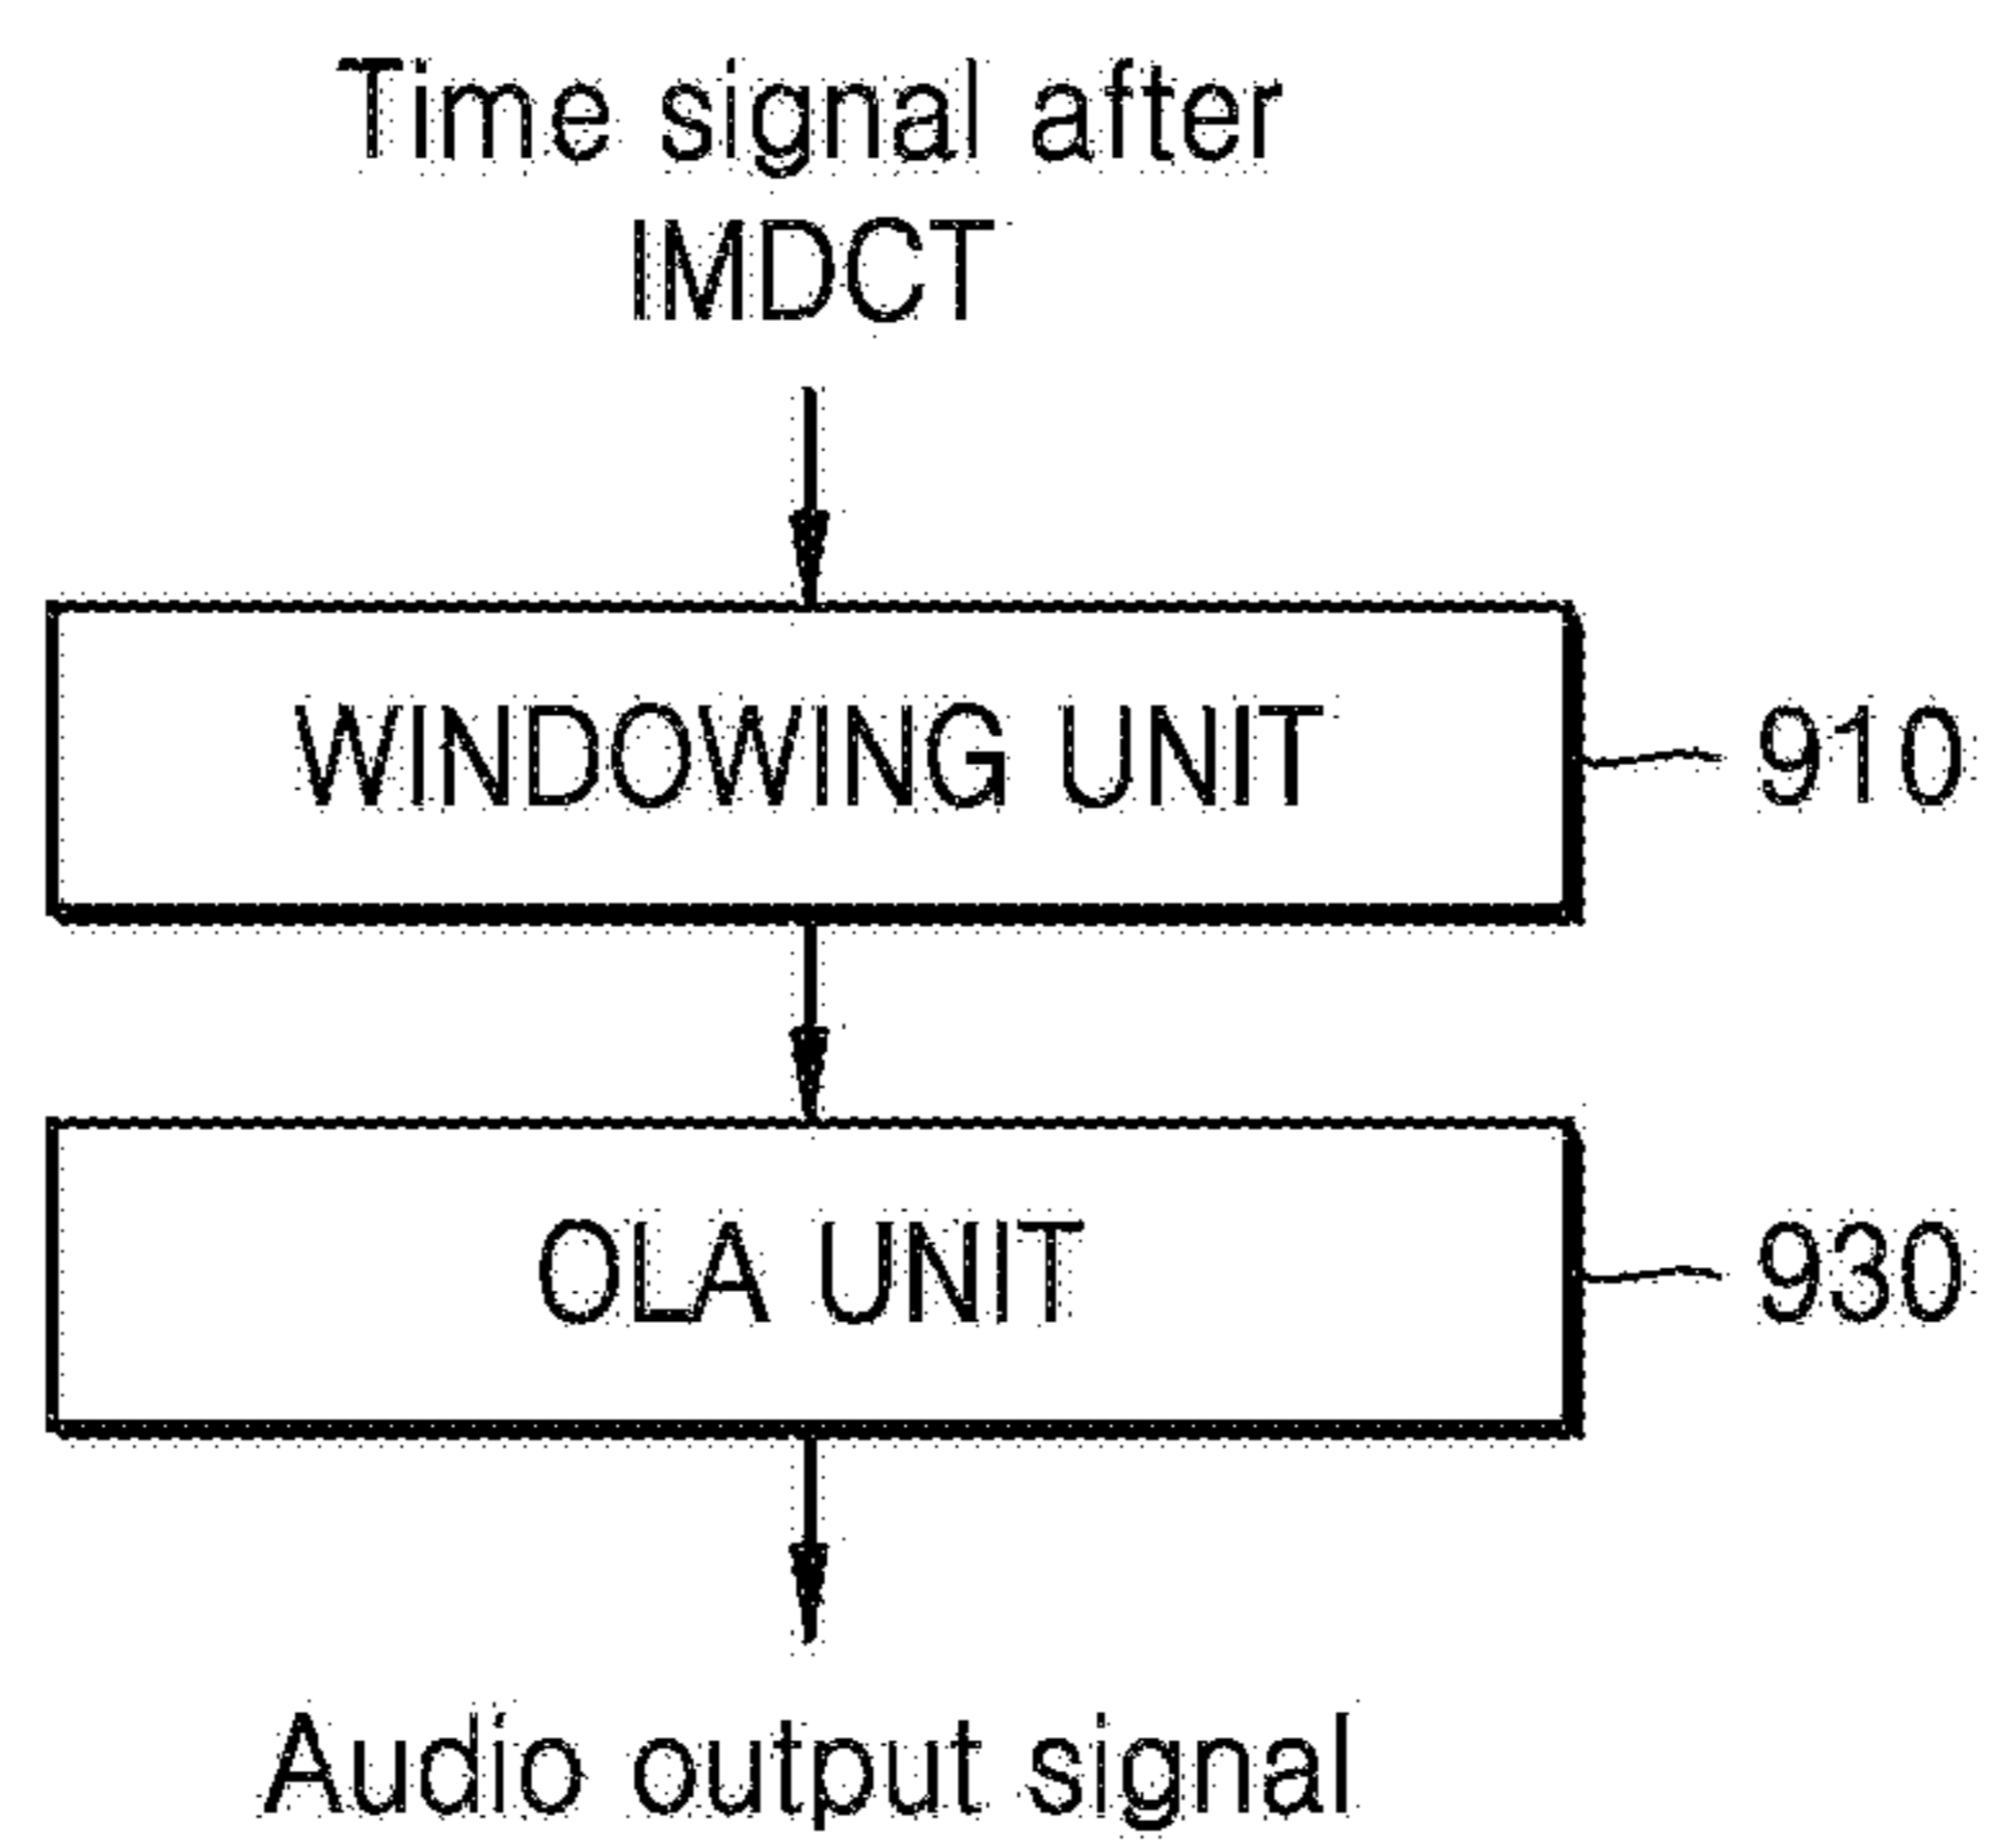 Time signal after
IMDCT
WINDOWING UNIT
910
OLA UNIT
930
Audio output signal